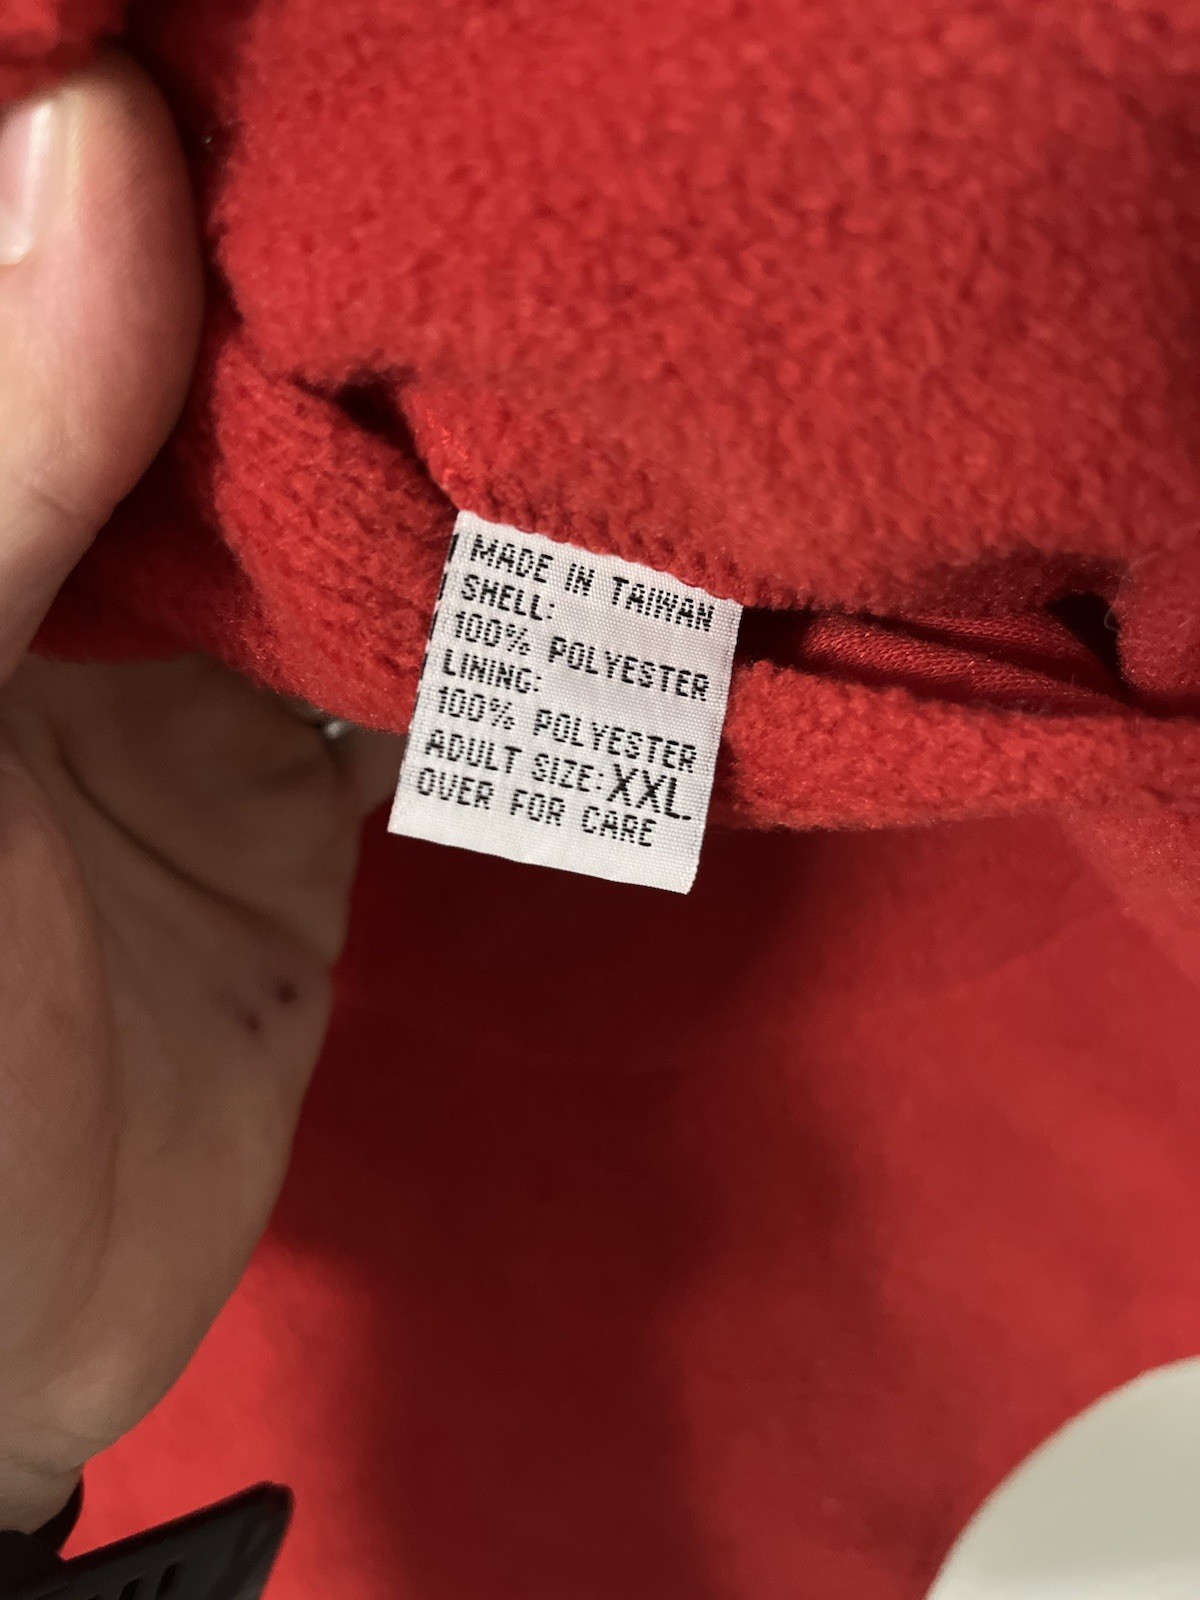 MADE IN TAIWAN
SHELL:
100% POLYESTER
LINING:
100% POLYESTER
ADULT SIZE: XXL
OVER FOR CARE